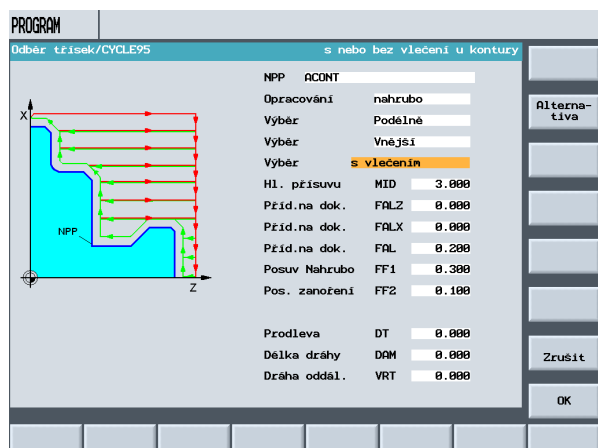 PROGRAM
Odběr třísek/CYCLE95 s nebo bez vlečení u kontury
NPP ACONT
Opracování nahrubo
Výběr Podélně
Výběr Vnější
Výběr s vlečením
Hl. přísuvu MID 3.000
Příd.na dok. FALZ 0.000
Příd.na dok. FALX 0.000
Příd.na dok. FAL 0.200
Posuv Nahrubo FF1 0.300
Pos. zanoření FF2 0.100
Prodleva DT 0.000
Délka dráhy DAM 0.000
Dráha oddál. VRT 0.000
X
NPP
Z
Alterna-
tiva
Zrušit
OK